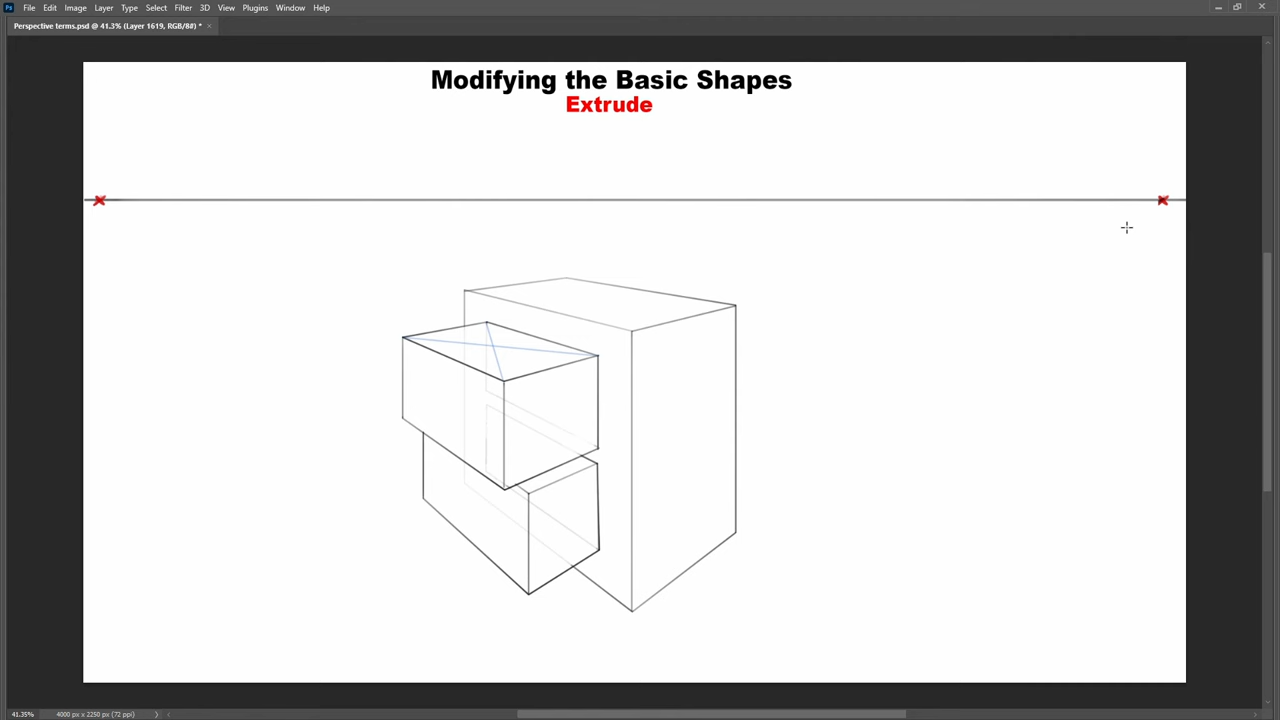 Ps File Edit Image Layer Type Select Filter 3D View Plugins Window Help
Perspective terms.psd @ 41.3% (Layer 1619, RGB/8#) * ×
Modifying the Basic Shapes
Extrude
41.35% 4000 px x 2250 px (72 ppi)